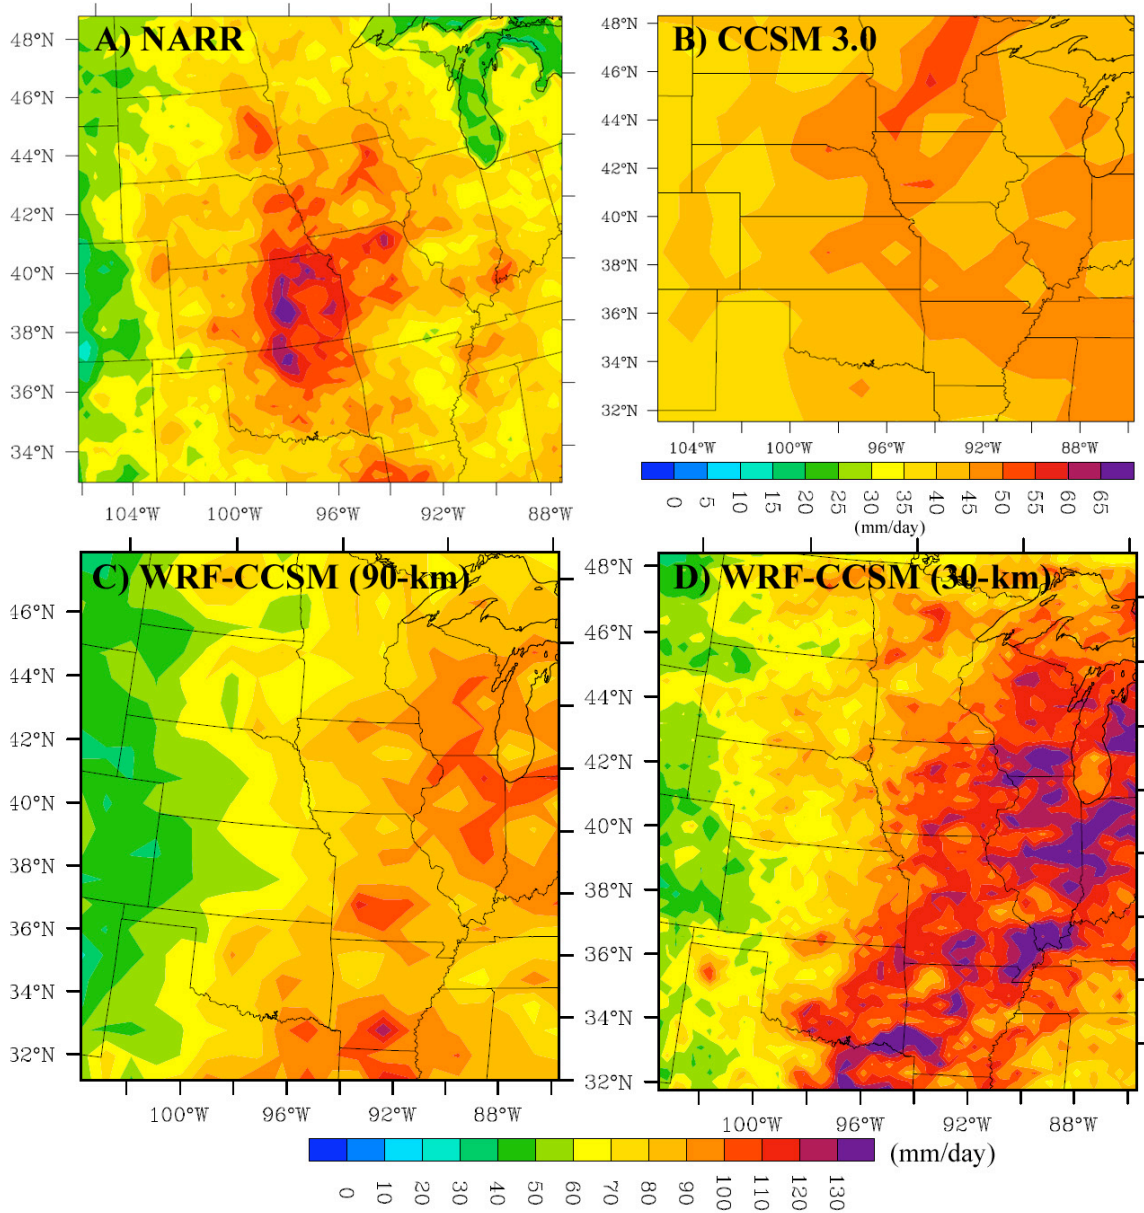 A) NARR
48°N
46°N
44°N
42°N
40°N
38°N
36°N
34°N
104°W 100°W 96°W 92°W 88°W
B) CCSM 3.0
48°N
46°N
44°N
42°N
40°N
38°N
36°N
34°N
32°N
104°W 100°W 96°W 92°W 88°W
0 5 10 15 20 25 30 35 40 45 50 55 60 65
(mm/day)
C) WRF-CCSM (90-km)
46°N
44°N
42°N
40°N
38°N
36°N
34°N
32°N
100°W 96°W 92°W 88°W
D) WRF-CCSM (30-km)
48°N
46°N
44°N
42°N
40°N
38°N
36°N
34°N
32°N
100°W 96°W 92°W 88°W
(mm/day)
0 10 20 30 40 50 60 70 80 90 100 110 120 130